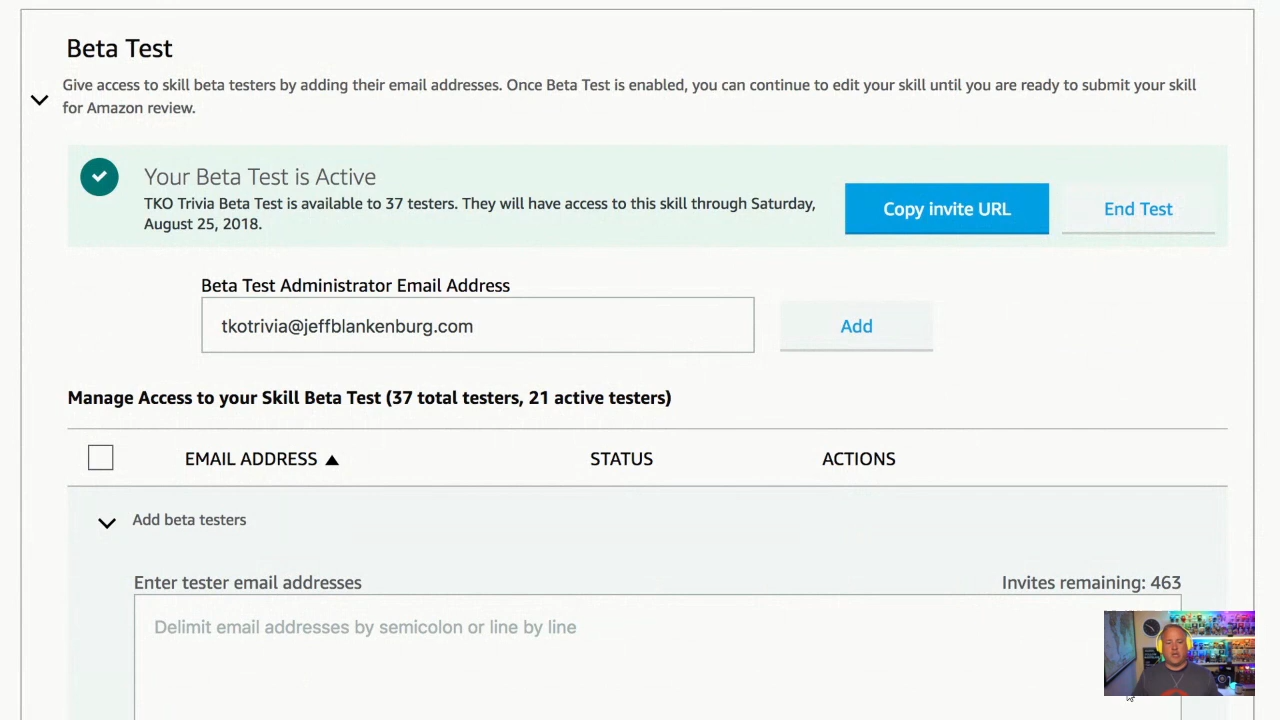 Beta Test
Give access to skill beta testers by adding their email addresses. Once Beta Test is enabled, you can continue to edit your skill until you are ready to submit your skill
for Amazon review.
Your Beta Test is Active
TKO Trivia Beta Test is available to 37 testers. They will have access to this skill through Saturday,
August 25, 2018.
Copy invite URL
End Test
Beta Test Administrator Email Address
tkotrivia@jeffblankenburg.com
Add
Manage Access to your Skill Beta Test (37 total testers, 21 active testers)
EMAIL ADDRESS ▲ STATUS ACTIONS
Add beta testers
Enter tester email addresses
Invites remaining: 463
Delimit email addresses by semicolon or line by line